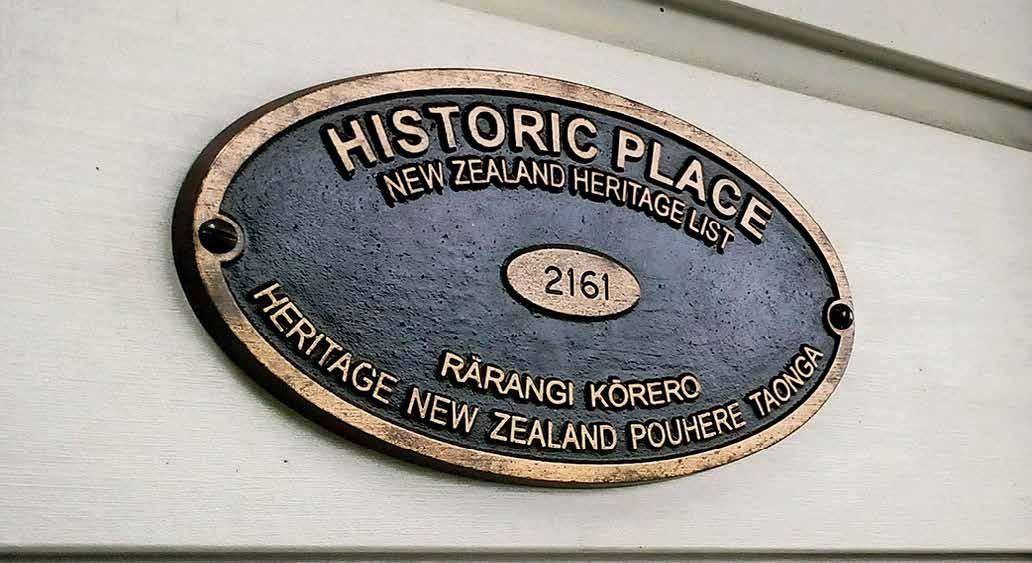 HISTORIC PLACE
NEW ZEALAND HERITAGE LIST
2161
RĀRANGI KŌRERO
HERITAGE NEW ZEALAND POUHERE TAONGA